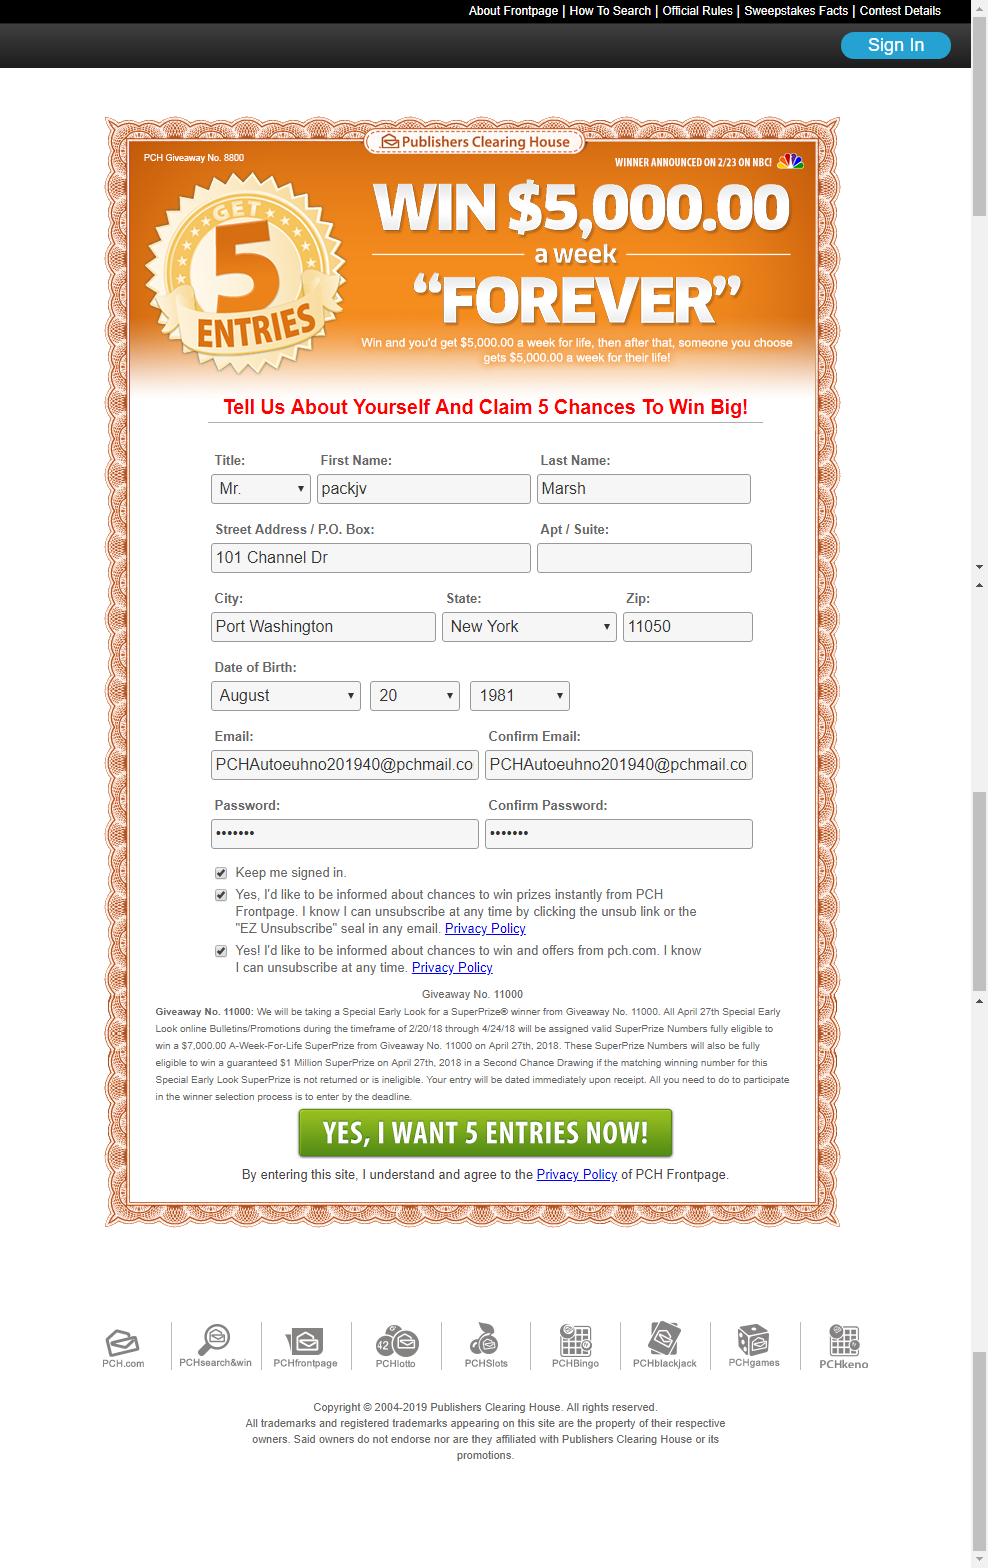 About Frontpage | How To Search | Official Rules | Sweepstakes Facts | Contest Details
Sign In
Publishers Clearing House
PCH Giveaway No. 8800
WINNER ANNOUNCED ON 2/23 ON NBC!
GET
5
ENTRIES
WIN $5,000.00
a week
“FOREVER”
Win and you'd get $5,000.00 a week for life, then after that, someone you choose
gets $5,000.00 a week for their life!
Tell Us About Yourself And Claim 5 Chances To Win Big!
Title: First Name: Last Name:
Mr. packjv Marsh
Street Address / P.O. Box: Apt / Suite:
101 Channel Dr
City: State: Zip:
Port Washington New York 11050
Date of Birth:
August 20 1981
Email: Confirm Email:
PCHAutoeuhno201940@pchmail.co PCHAutoeuhno201940@pchmail.co
Password: Confirm Password:
••••••• •••••••
Keep me signed in.
Yes, I'd like to be informed about chances to win prizes instantly from PCH
Frontpage. I know I can unsubscribe at any time by clicking the unsub link or the
"EZ Unsubscribe" seal in any email. Privacy Policy
Yes! I'd like to be informed about chances to win and offers from pch.com. I know
I can unsubscribe at any time. Privacy Policy
Giveaway No. 11000
Giveaway No. 11000: We will be taking a Special Early Look for a SuperPrize® winner from Giveaway No. 11000. All April 27th Special Early
Look online Bulletins/Promotions during the timeframe of 2/20/18 through 4/24/18 will be assigned valid SuperPrize Numbers fully eligible to
win a $7,000.00 A-Week-For-Life SuperPrize from Giveaway No. 11000 on April 27th, 2018. These SuperPrize Numbers will also be fully
eligible to win a guaranteed $1 Million SuperPrize on April 27th, 2018 in a Second Chance Drawing if the matching winning number for this
Special Early Look SuperPrize is not returned or is ineligible. Your entry will be dated immediately upon receipt. All you need to do to participate
in the winner selection process is to enter by the deadline.
YES, I WANT 5 ENTRIES NOW!
By entering this site, I understand and agree to the Privacy Policy of PCH Frontpage.
42
PCH.com PCHsearch&win PCHfrontpage PCHlotto PCHSlots PCHBingo PCHblackjack PCHgames PCHkeno
Copyright © 2004-2019 Publishers Clearing House. All rights reserved.
All trademarks and registered trademarks appearing on this site are the property of their respective
owners. Said owners do not endorse nor are they affiliated with Publishers Clearing House or its
promotions.